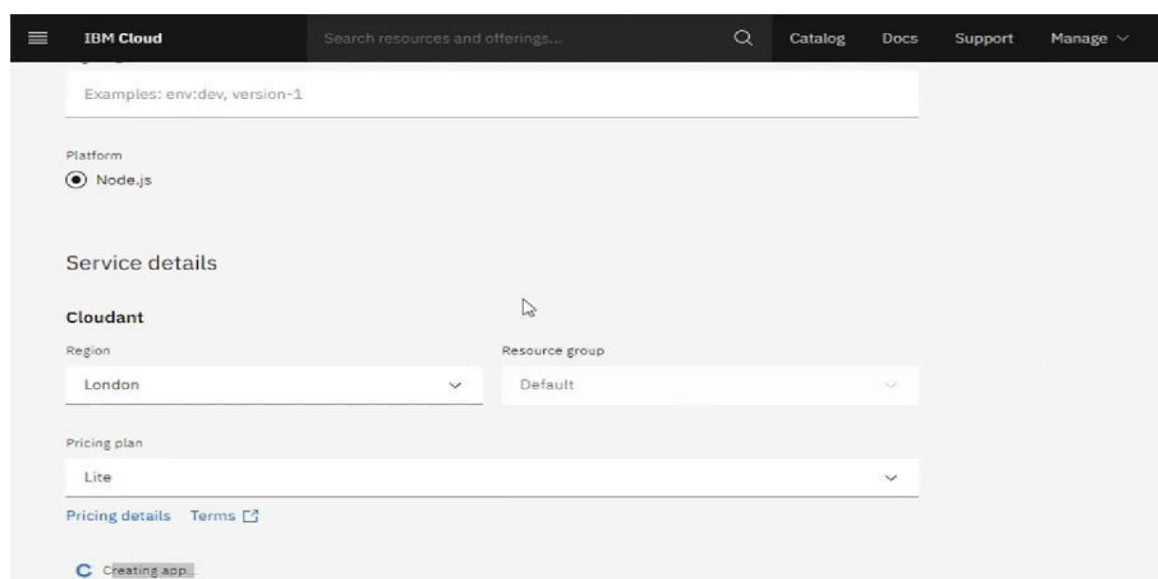 IBM Cloud Search resources and offerings... Catalog Docs Support Manage
Examples: env:dev, version-1
Platform
Node.js
Service details
Cloudant
Region Resource group
London Default
Pricing plan
Lite
Pricing details Terms
Creating app...